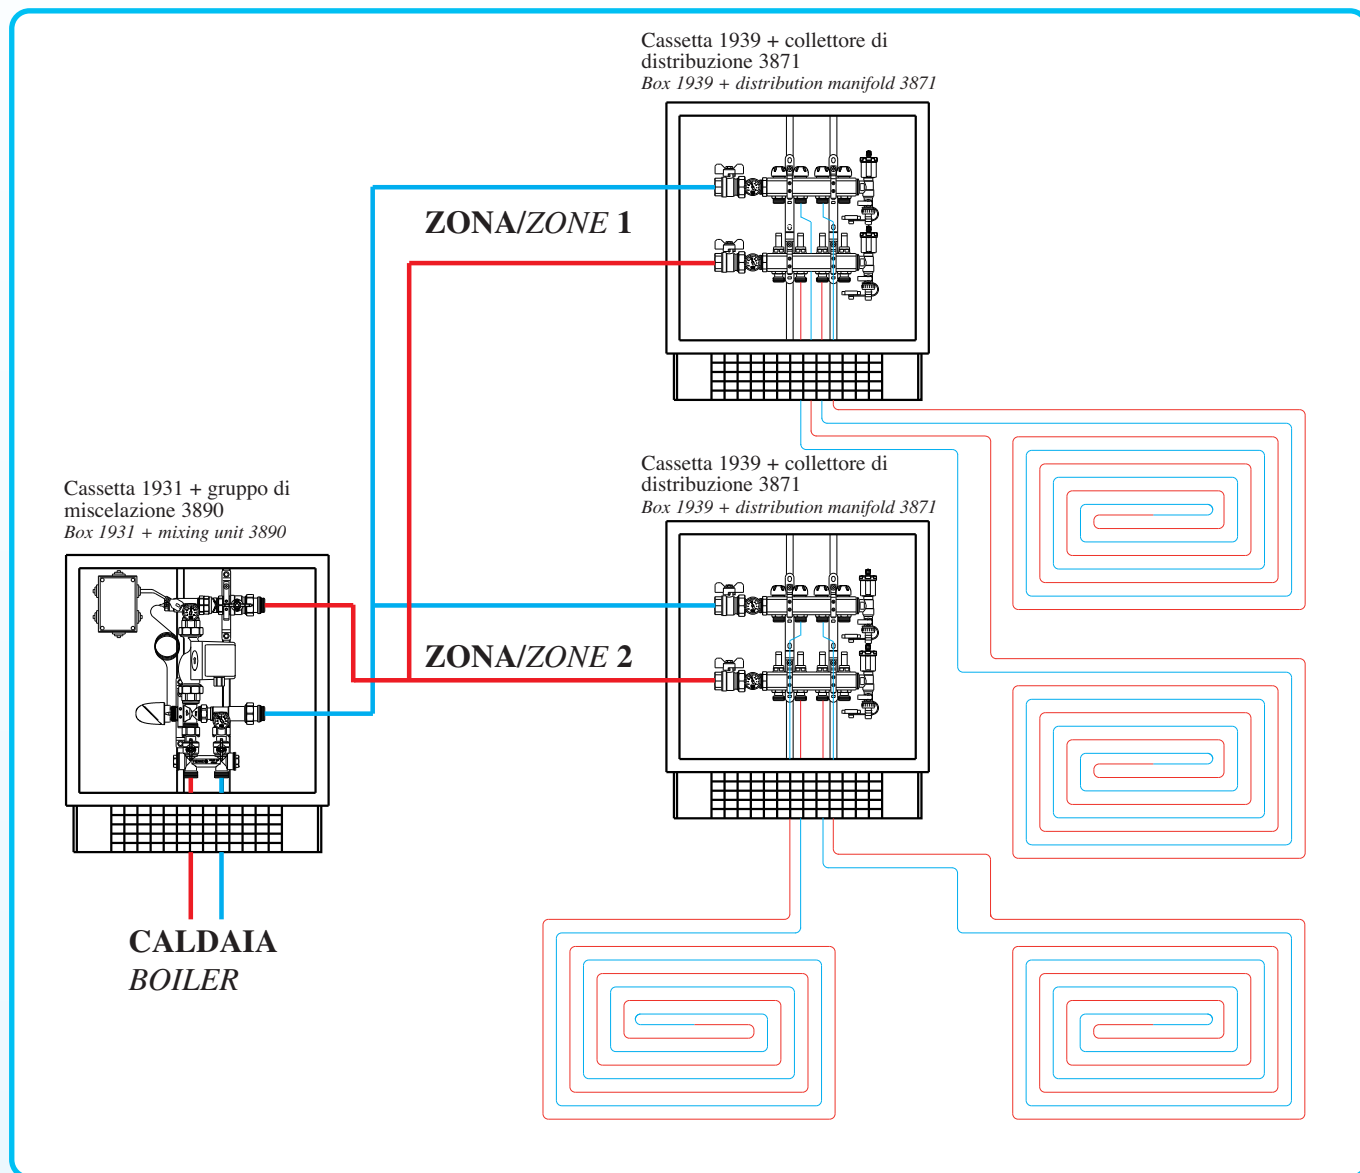 Cassetta 1939 + collettore di
distribuzione 3871
Box 1939 + distribution manifold 3871
ZONA/ZONE 1
Cassetta 1939 + collettore di
distribuzione 3871
Box 1939 + distribution manifold 3871
Cassetta 1931 + gruppo di
miscelazione 3890
Box 1931 + mixing unit 3890
ZONA/ZONE 2
CALDAIA
BOILER